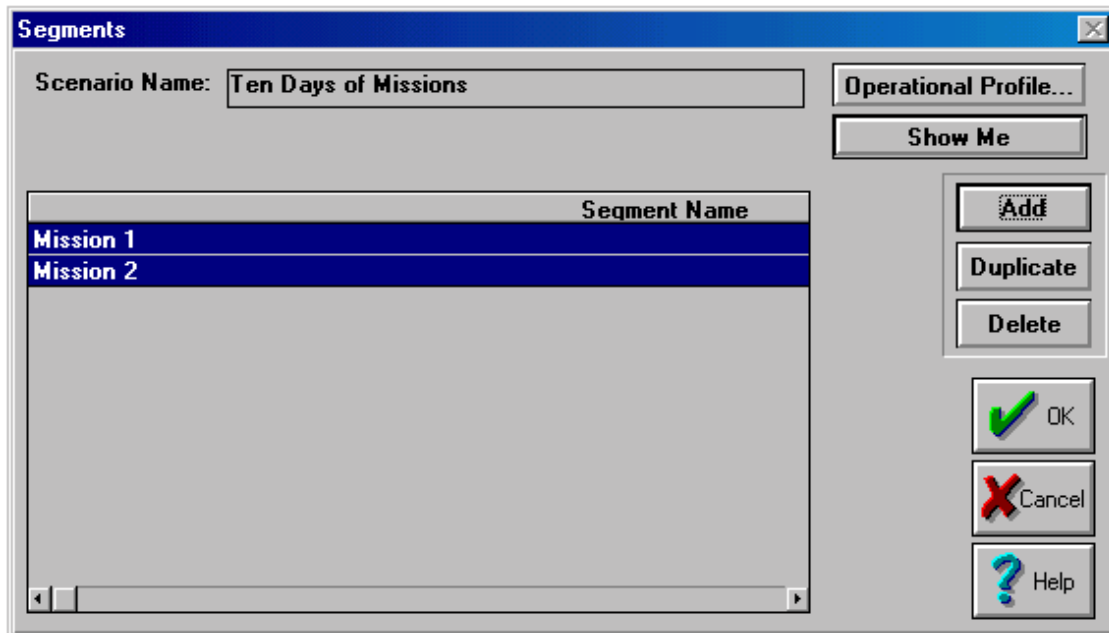 Segments
Scenario Name: Ten Days of Missions
Operational Profile...
Show Me
Segment Name
Mission 1
Mission 2
Add
Duplicate
Delete
OK
Cancel
Help